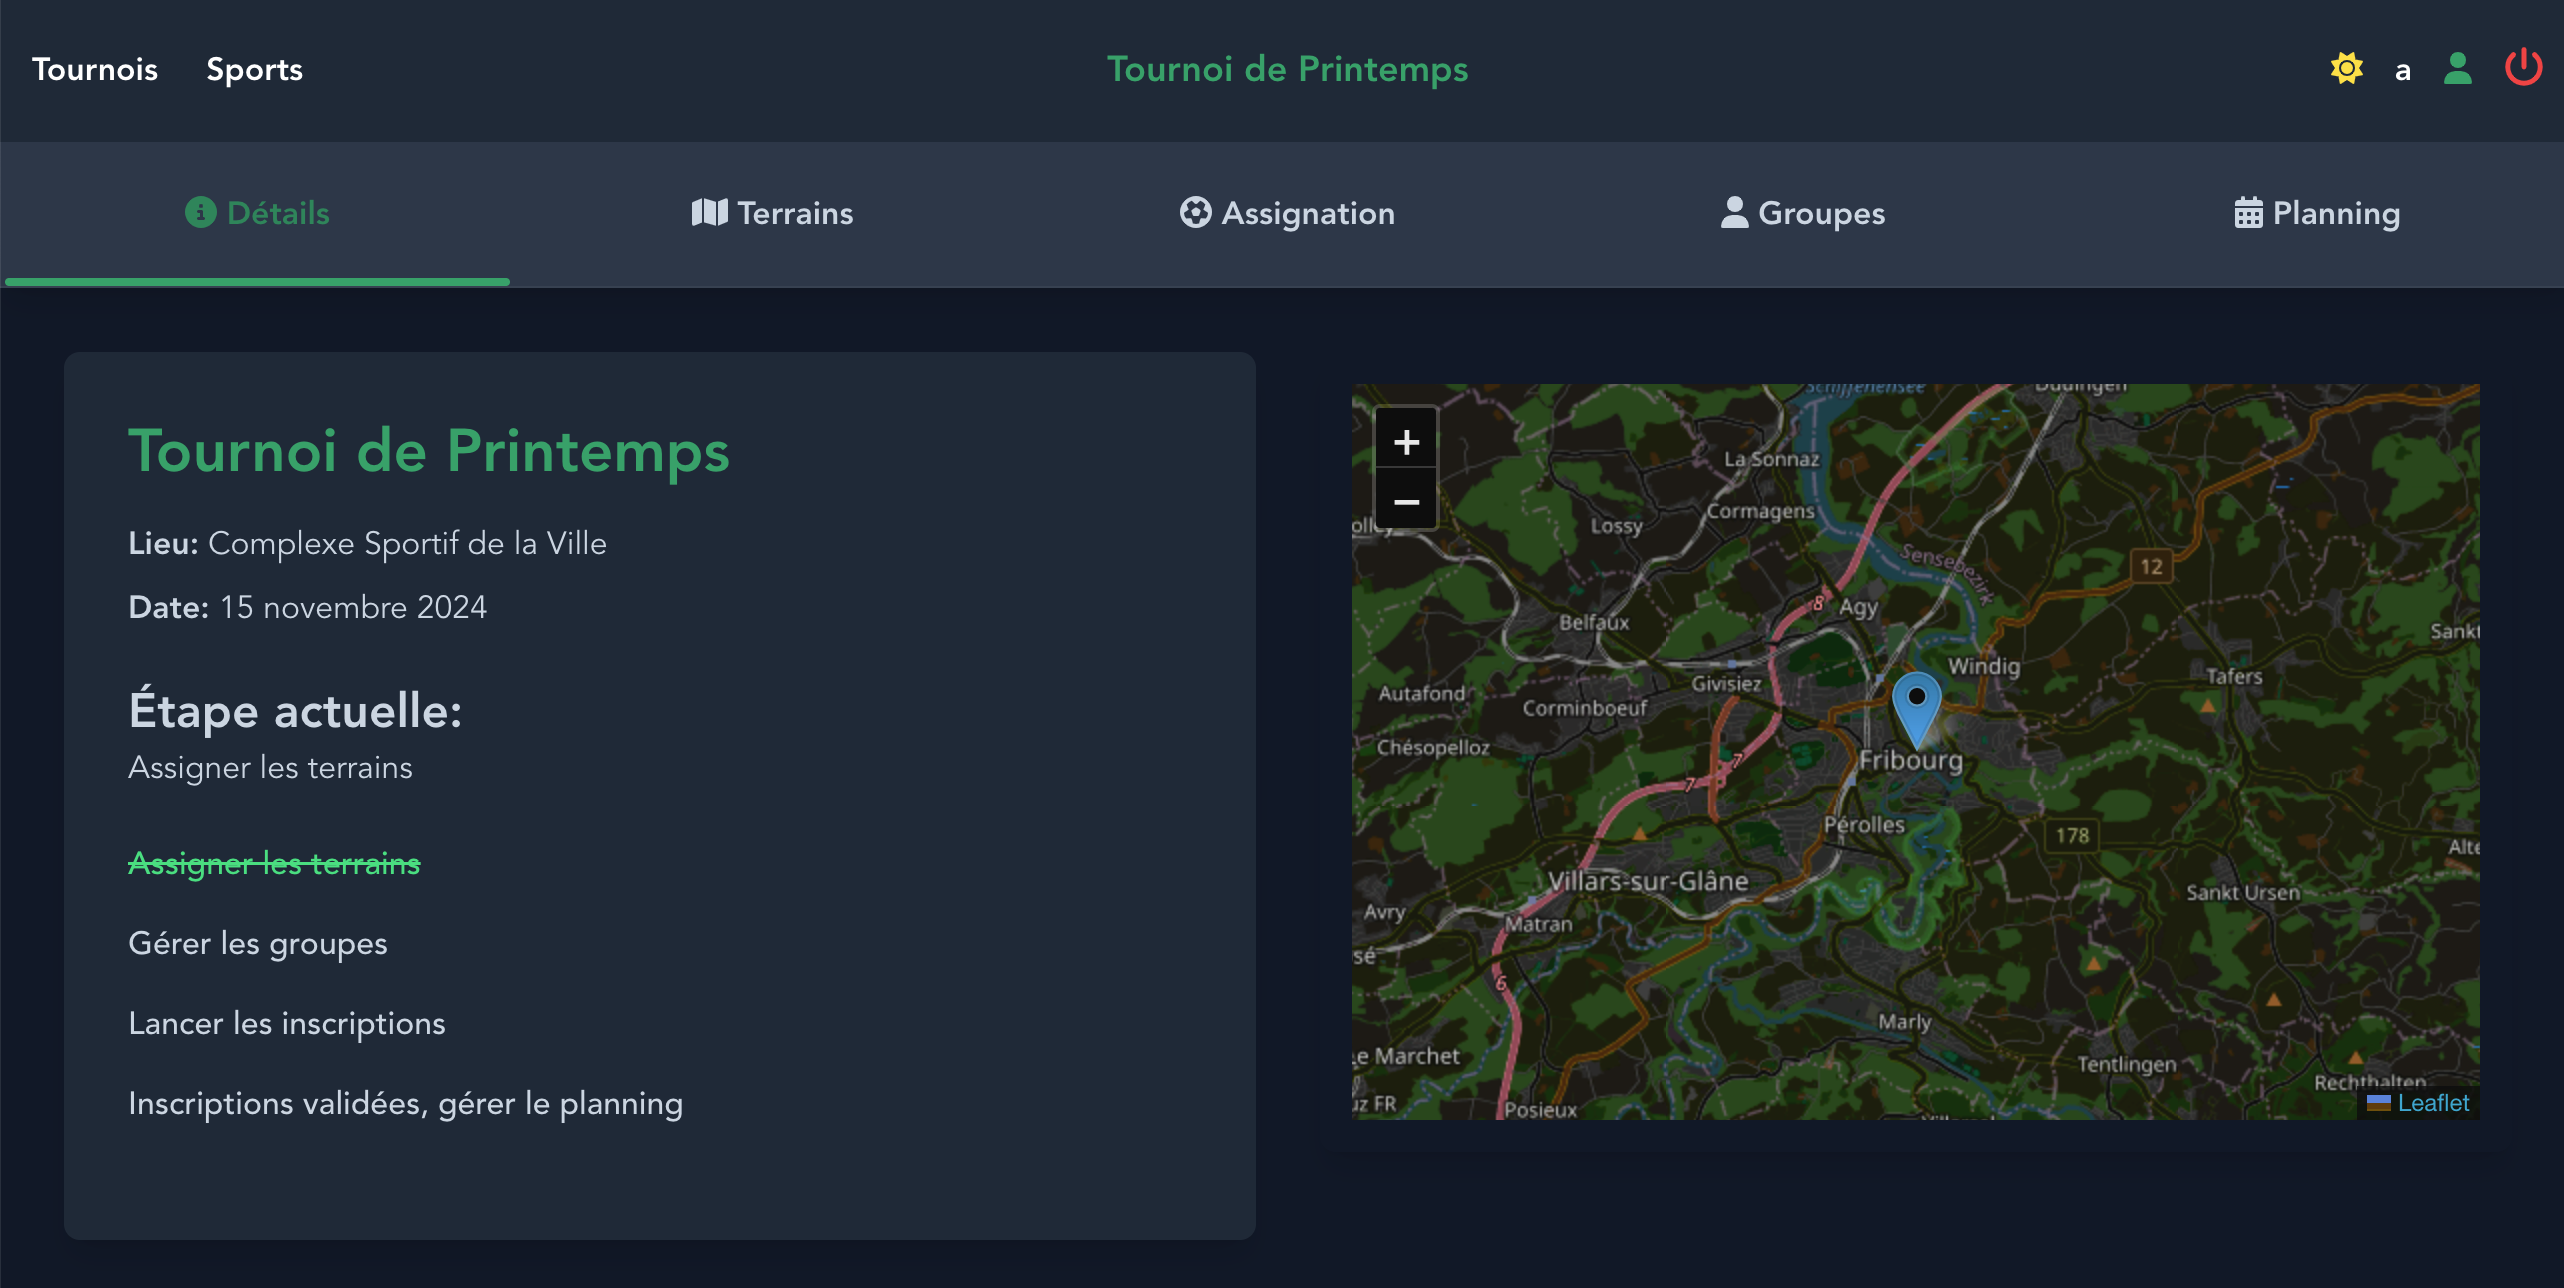 Tournois Sports Tournoi de Printemps a
Détails Terrains Assignation Groupes Planning
Tournoi de Printemps
Lieu: Complexe Sportif de la Ville
Date: 15 novembre 2024
Étape actuelle:
Assigner les terrains
Assigner les terrains
Gérer les groupes
Lancer les inscriptions
Inscriptions validées, gérer le planning
+
−
Schiffenensee
Düdingen
La Sonnaz
Cormagens
Lossy
Sensebezirk
12
8
Agy
Belfaux
Windig
Tafers
Givisiez
Autafond
Corminboeuf
Chésopelloz
Fribourg
7
7
Pérolles
178
Villars-sur-Glâne
Sankt Ursen
Avry
Matran
6
Marly
Le Marchet
Tentlingen
Rechthalten
Posieux
Leaflet